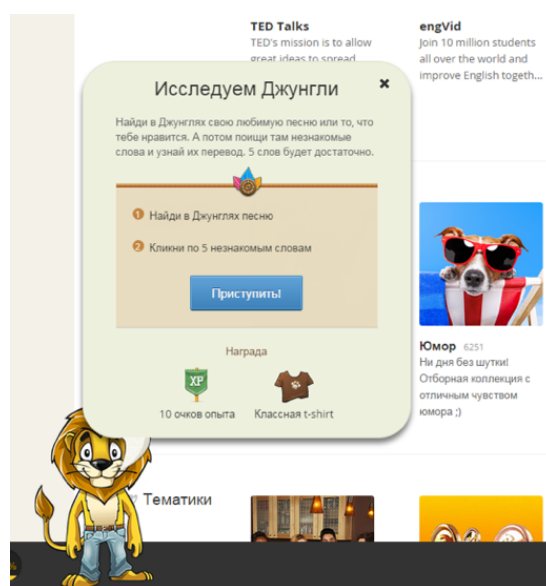 TED Talks
TED's mission is to allow
great ideas to spread
engVid
Join 10 million students
all over the world and
improve English togeth...
Исследуем Джунгли
Найди в Джунглях свою любимую песню или то, что
тебе нравится. А потом поищи там незнакомые
слова и узнай их перевод. 5 слов будет достаточно.
1 Найди в Джунглях песню
2 Кликни по 5 незнакомым словам
Приступить!
Награда
XP
10 очков опыта
Классная t-shirt
Юмор 6251
Ни дня без шутки!
Отборная коллекция с
отличным чувством
юмора ;)
Тематики
%